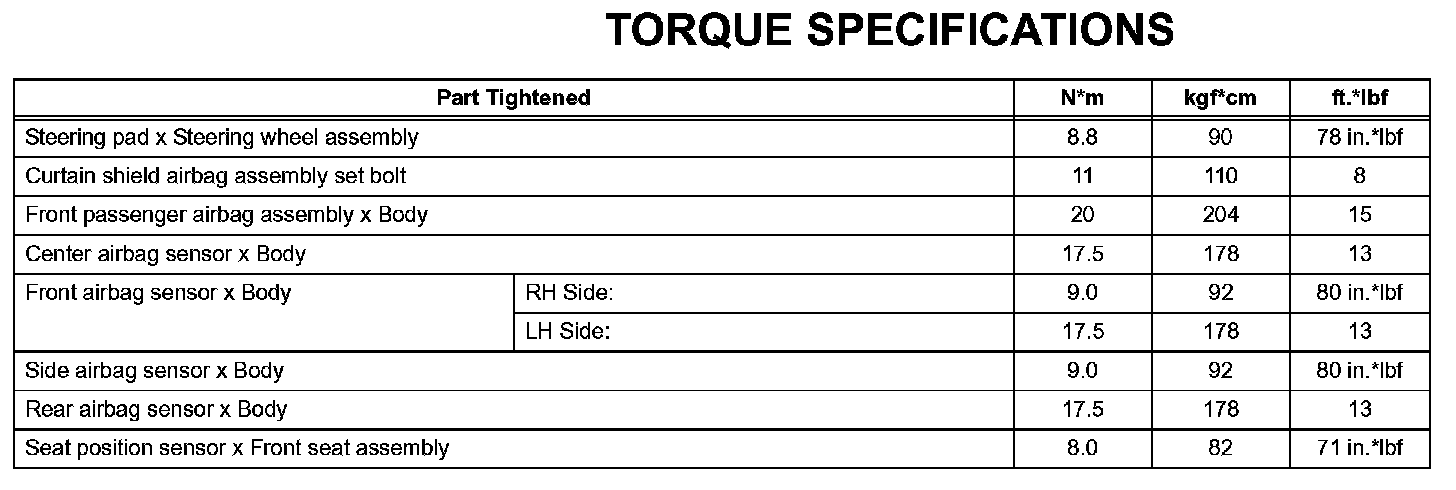 TORQUE SPECIFICATIONS
Part Tightened N*m kgf*cm ft.*lbf
Steering pad x Steering wheel assembly 8.8 90 78 in.*lbf
Curtain shield airbag assembly set bolt 11 110 8
Front passenger airbag assembly x Body 20 204 15
Center airbag sensor x Body 17.5 178 13
Front airbag sensor x Body RH Side: 9.0 92 80 in.*lbf
LH Side: 17.5 178 13
Side airbag sensor x Body 9.0 92 80 in.*lbf
Rear airbag sensor x Body 17.5 178 13
Seat position sensor x Front seat assembly 8.0 82 71 in.*lbf